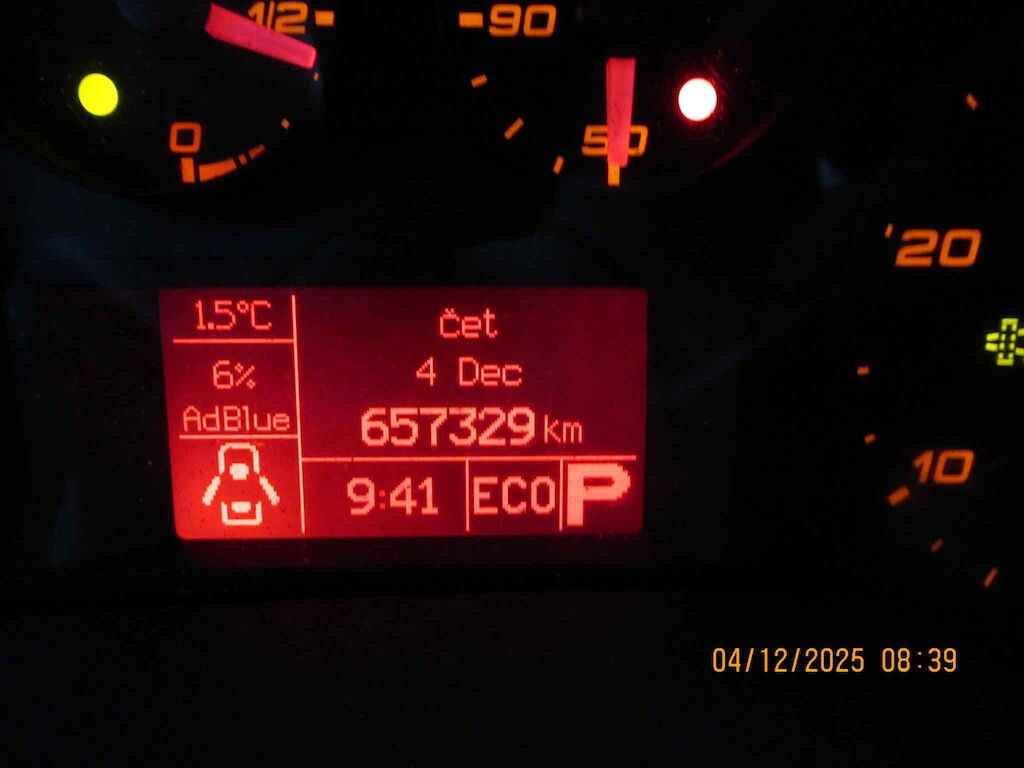 1/2
90
0
50
'20
1.5°C
čet
6%
4 Dec
AdBlue
657329 km
9:41
ECO
P
10
04/12/2025 08:39